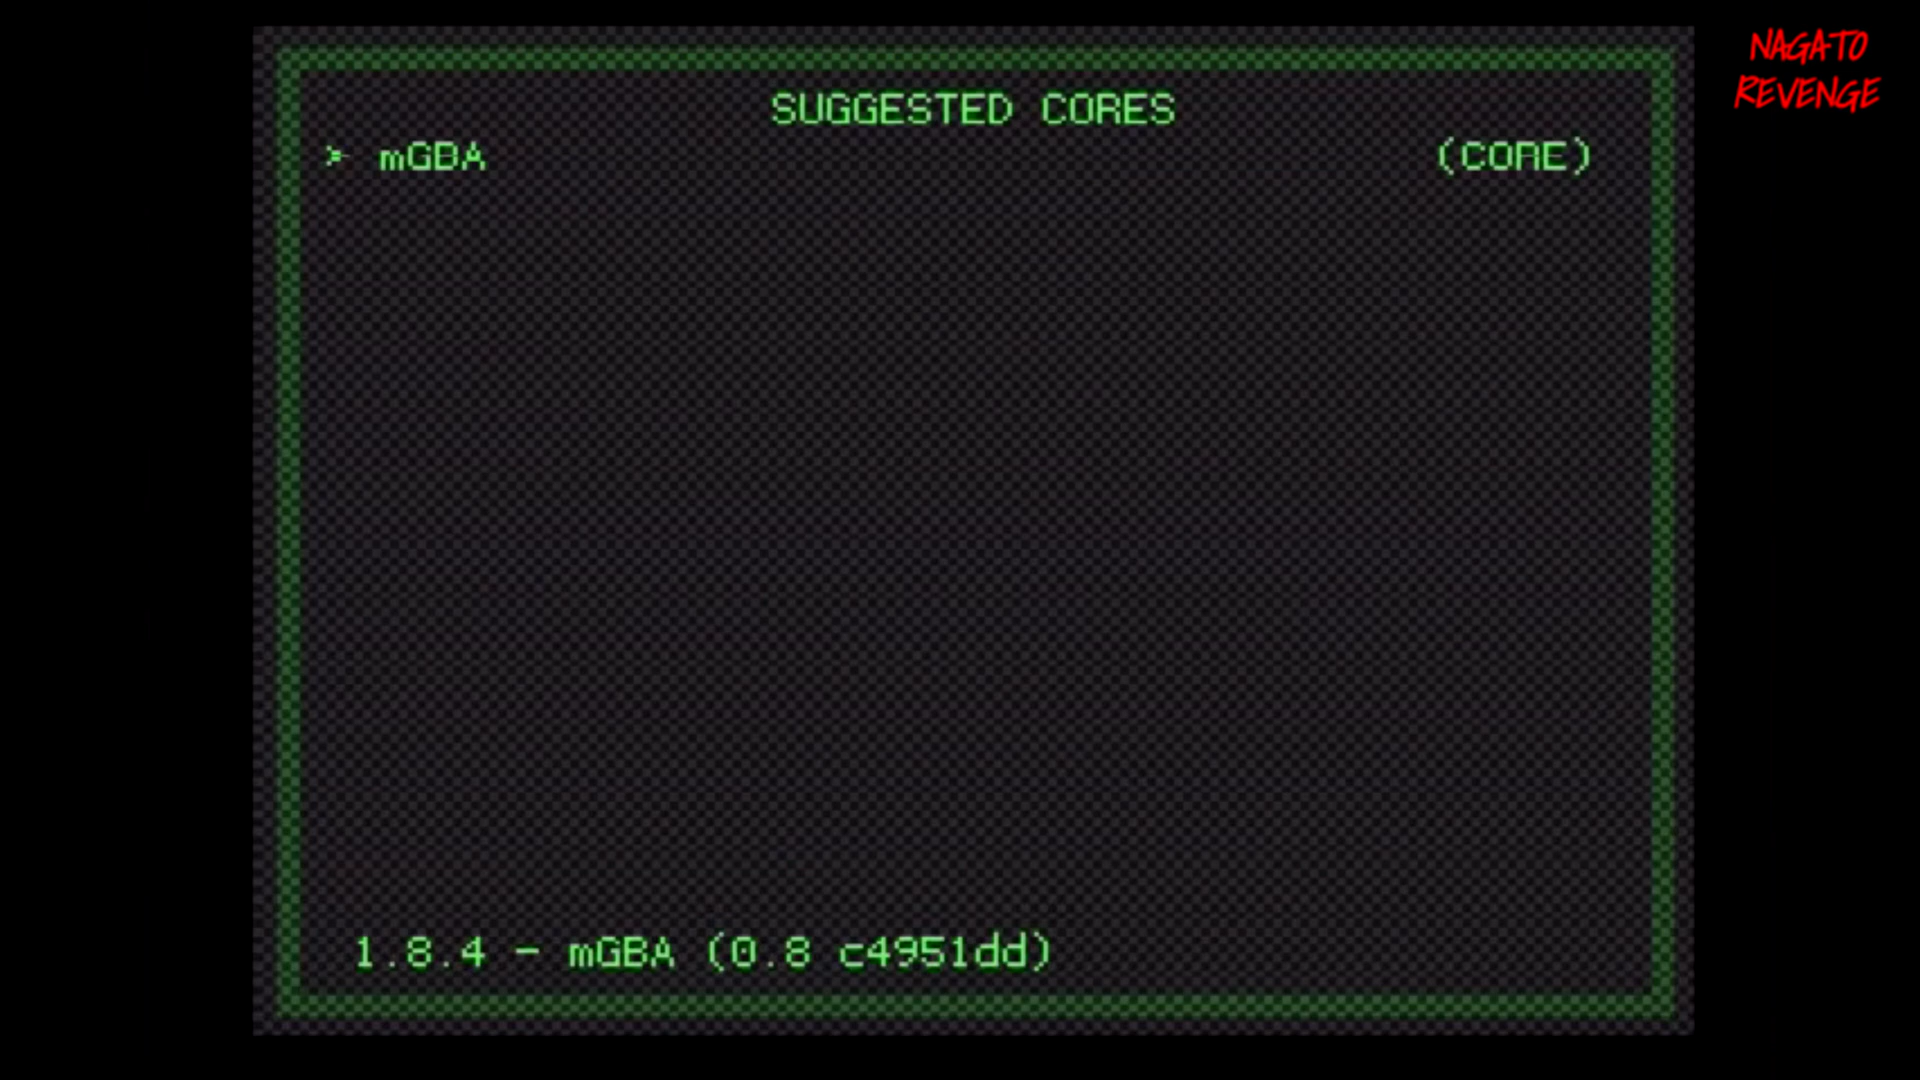 NAGATO
REVENGE
SUGGESTED CORES
> mGBA (CORE)
1.8.4 - mGBA (0.8 c4951dd)